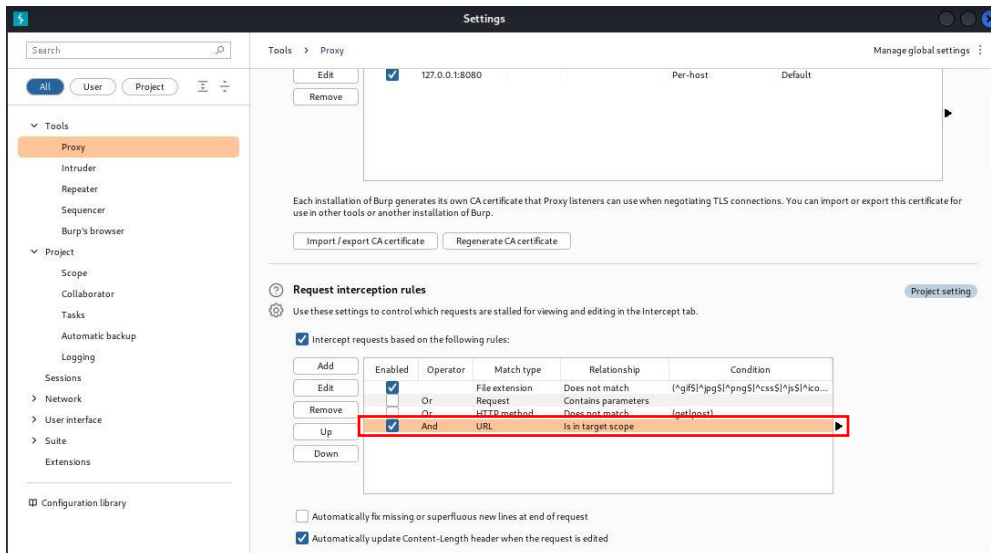 Settings
Search
All User Project
Tools
Proxy
Intruder
Repeater
Sequencer
Burp's browser
Project
Scope
Collaborator
Tasks
Automatic backup
Logging
Sessions
Network
User interface
Suite
Extensions
Configuration library
Tools > Proxy
Manage global settings
Edit 127.0.0.1:8080 Per-host Default
Remove
Each installation of Burp generates its own CA certificate that Proxy listeners can use when negotiating TLS connections. You can import or export this certificate for
use in other tools or another installation of Burp.
Import / export CA certificate Regenerate CA certificate
Request interception rules
Project setting
Use these settings to control which requests are stalled for viewing and editing in the Intercept tab.
Intercept requests based on the following rules:
Add
Edit
Remove
Up
Down
Enabled Operator Match type Relationship Condition
File extension Does not match (^gif$|^jpg$|^png$|^css$|^js$|^ico...
Or Request Contains parameters
Or HTTP method Does not match (get|post)
And URL Is in target scope
Automatically fix missing or superfluous new lines at end of request
Automatically update Content-Length header when the request is edited